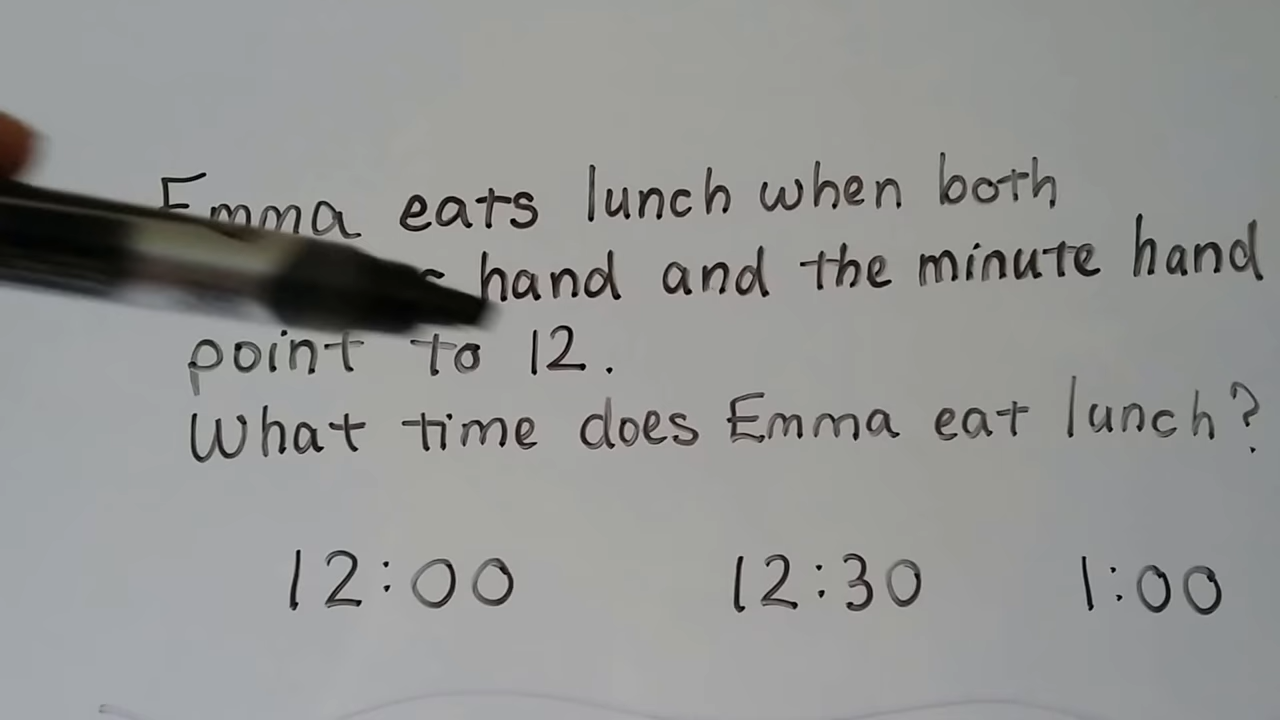 Emma eats lunch when both
hand and the minute hand
point to 12.
What time does Emma eat lunch?
12:00 12:30 1:00